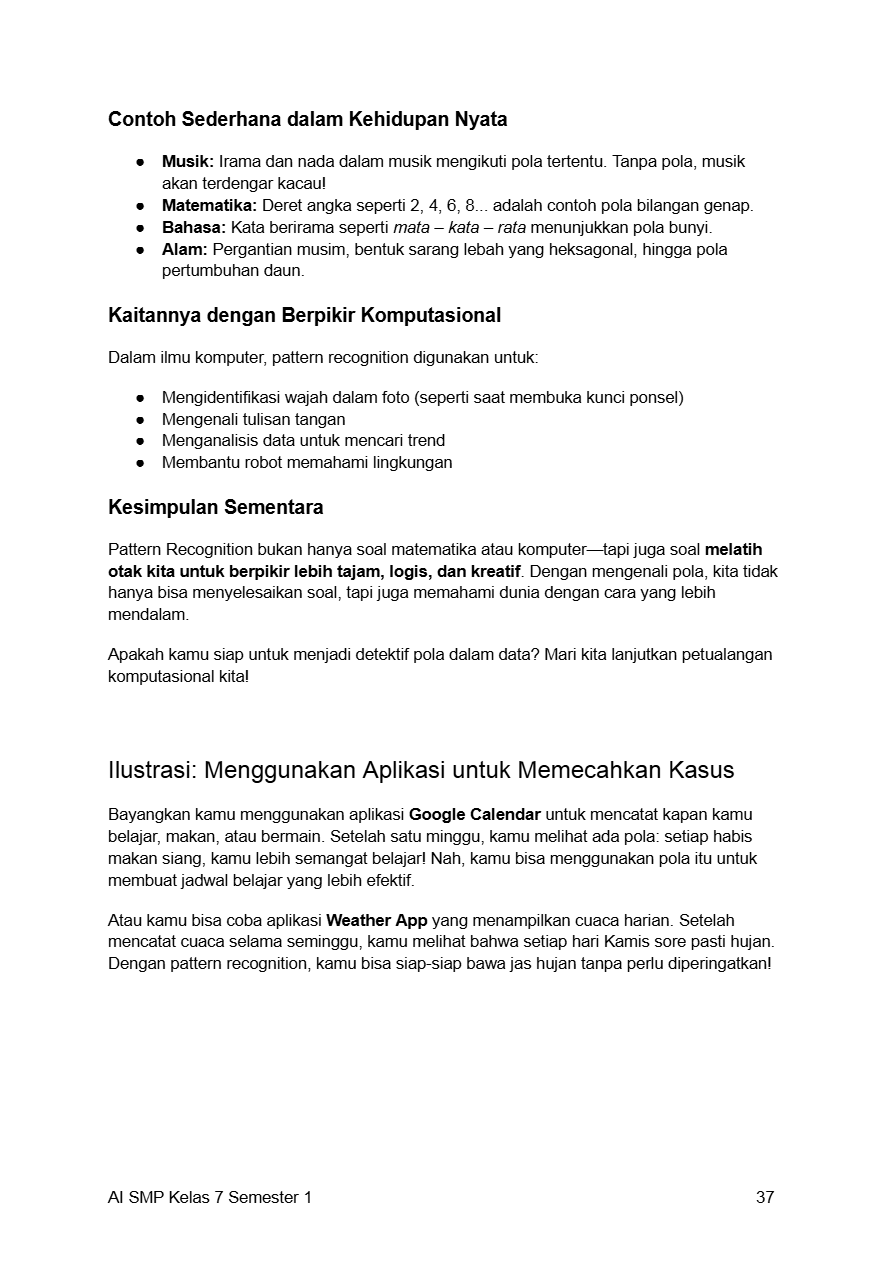 Contoh Sederhana dalam Kehidupan Nyata
● Musik: Irama dan nada dalam musik mengikuti pola tertentu. Tanpa pola, musik
akan terdengar kacau!
● Matematika: Deret angka seperti 2, 4, 6, 8... adalah contoh pola bilangan genap.
● Bahasa: Kata berirama seperti mata – kata – rata menunjukkan pola bunyi.
● Alam: Pergantian musim, bentuk sarang lebah yang heksagonal, hingga pola
pertumbuhan daun.
Kaitannya dengan Berpikir Komputasional
Dalam ilmu komputer, pattern recognition digunakan untuk:
● Mengidentifikasi wajah dalam foto (seperti saat membuka kunci ponsel)
● Mengenali tulisan tangan
● Menganalisis data untuk mencari trend
● Membantu robot memahami lingkungan
Kesimpulan Sementara
Pattern Recognition bukan hanya soal matematika atau komputer—tapi juga soal melatih
otak kita untuk berpikir lebih tajam, logis, dan kreatif. Dengan mengenali pola, kita tidak
hanya bisa menyelesaikan soal, tapi juga memahami dunia dengan cara yang lebih
mendalam.
Apakah kamu siap untuk menjadi detektif pola dalam data? Mari kita lanjutkan petualangan
komputasional kita!
Ilustrasi: Menggunakan Aplikasi untuk Memecahkan Kasus
Bayangkan kamu menggunakan aplikasi Google Calendar untuk mencatat kapan kamu
belajar, makan, atau bermain. Setelah satu minggu, kamu melihat ada pola: setiap habis
makan siang, kamu lebih semangat belajar! Nah, kamu bisa menggunakan pola itu untuk
membuat jadwal belajar yang lebih efektif.
Atau kamu bisa coba aplikasi Weather App yang menampilkan cuaca harian. Setelah
mencatat cuaca selama seminggu, kamu melihat bahwa setiap hari Kamis sore pasti hujan.
Dengan pattern recognition, kamu bisa siap-siap bawa jas hujan tanpa perlu diperingatkan!
AI SMP Kelas 7 Semester 1 37